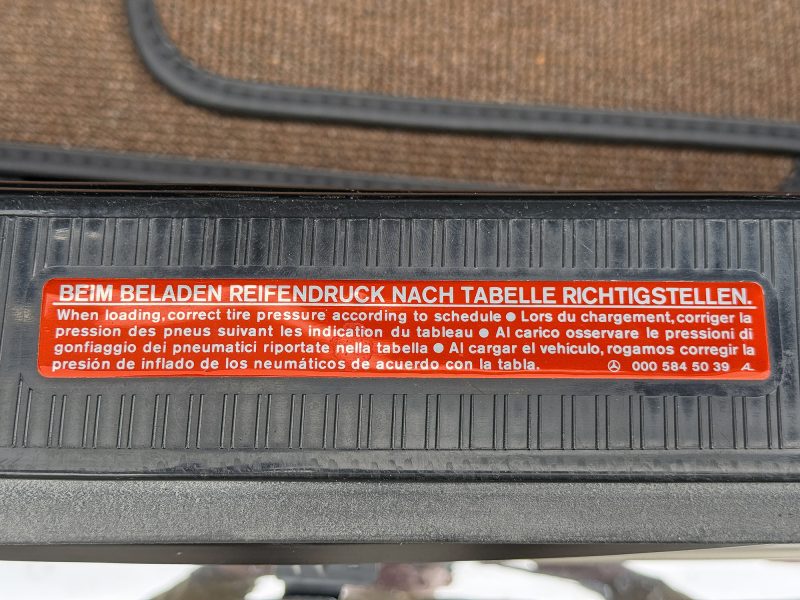 BEIM BELADEN REIFENDRUCK NACH TABELLE RICHTIGSTELLEN.
When loading,correct tire pressure according to schedule ● Lors du chargement,corriger la
pression des pneus suivant les indication du tableau ● Al carico osservare le pressioni di
gonfiaggio dei pneumatici riportate nella tabella ● Al cargar el vehículo, rogamos corregir la
presión de inflado de los neumáticos de acuerdo con la tabla. 000 584 50 39 AL